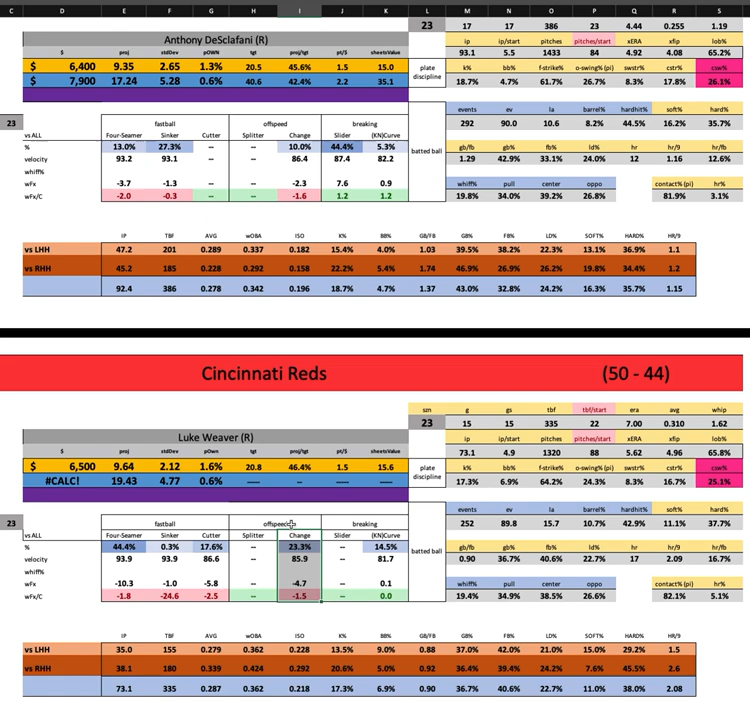 C D E F G H I J K L M N O P Q R S
23 17 17 386 23 4.44 0.255 1.19
Anthony DeSclafani (R) ip ip/start pitches pitches/start xERA xfip lob%
$ proj stdDev pOWN tgt proj/tgt pt/$ sheetsValue 93.1 5.5 1433 84 4.92 4.08 65.2%
$ 6,400 9.35 2.65 1.3% 20.5 45.6% 1.5 15.0 plate discipline k% bb% f-strike% o-swing% (pi) swstr% cstr% csw%
$ 7,900 17.24 5.28 0.6% 40.6 42.4% 2.2 35.1 18.7% 4.7% 61.7% 26.7% 8.3% 17.8% 26.1%
events ev la barrel% hardhit% soft% hard%
23 fastball offspeed breaking batted ball 292 90.0 10.6 8.2% 44.5% 16.2% 35.7%
vs ALL Four-Seamer Sinker Cutter Splitter Change Slider (KN)Curve
% 13.0% 27.3% -- -- 10.0% 44.4% 5.3% gb/fb gb% fb% ld% hr hr/9 hr/fb
velocity 93.2 93.1 -- -- 86.4 87.4 82.2 1.29 42.9% 33.1% 24.0% 12 1.16 12.6%
whiff%
wFx -3.7 -1.3 -- -- -2.3 7.6 0.9 whiff% pull center oppo contact% (pi) hr%
wFx/C -2.0 -0.3 -- -- -1.6 1.2 1.2 19.8% 34.0% 39.2% 26.8% 81.9% 3.1%
IP TBF AVG wOBA ISO K% BB% GB/FB GB% FB% LD% SOFT% HARD% HR/9
vs LHH 47.2 201 0.289 0.337 0.182 15.4% 4.0% 1.03 39.5% 38.2% 22.3% 13.1% 36.9% 1.1
vs RHH 45.2 185 0.228 0.292 0.158 22.2% 5.4% 1.74 46.9% 26.9% 26.2% 19.8% 34.4% 1.2
92.4 386 0.278 0.342 0.196 18.7% 4.7% 1.37 43.0% 32.8% 24.2% 16.3% 35.7% 1.15
Cincinnati Reds (50 - 44)
szn g gs tbf tbf/start era avg whip
23 15 15 335 22 7.00 0.310 1.62
Luke Weaver (R) ip ip/start pitches pitches/start xERA xfip lob%
$ proj stdDev pOwn tgt proj/tgt pt/$ sheetsValue 73.1 4.9 1320 88 5.62 4.96 65.8%
$ 6,500 9.64 2.12 1.6% 20.8 46.4% 1.5 15.6 plate discipline k% bb% f-strike% o-swing% (pi) swstr% cstr% csw%
#CALC! 19.43 4.77 0.6% ---- ---- ---- ---- 17.3% 6.9% 64.2% 24.3% 8.3% 16.7% 25.1%
events ev la barrel% hardhit% soft% hard%
23 fastball offspeed breaking batted ball 252 89.8 15.7 10.7% 42.9% 11.1% 37.7%
vs ALL Four-Seamer Sinker Cutter Splitter Change Slider (KN)Curve
% 44.4% 0.3% 17.6% -- 23.3% -- 14.5% gb/fb gb% fb% ld% hr hr/9 hr/fb
velocity 93.9 93.9 86.6 -- 85.9 -- 81.7 0.90 36.7% 40.6% 22.7% 17 2.09 16.7%
whiff%
wFx -10.3 -1.0 -5.8 -- -4.7 -- 0.1 whiff% pull center oppo contact% (pi) hr%
wFx/C -1.8 -24.6 -2.5 -- -1.5 -- 0.0 19.4% 34.9% 38.5% 26.6% 82.1% 5.1%
IP TBF AVG wOBA ISO K% BB% GB/FB GB% FB% LD% SOFT% HARD% HR/9
vs LHH 35.0 155 0.279 0.362 0.228 13.5% 9.0% 0.88 37.0% 42.0% 21.0% 15.0% 29.2% 1.5
vs RHH 38.1 180 0.339 0.424 0.292 20.6% 5.0% 0.92 36.4% 39.4% 24.2% 7.6% 45.5% 2.6
73.1 335 0.287 0.362 0.218 17.3% 6.9% 0.90 36.7% 40.6% 22.7% 11.0% 38.0% 2.08